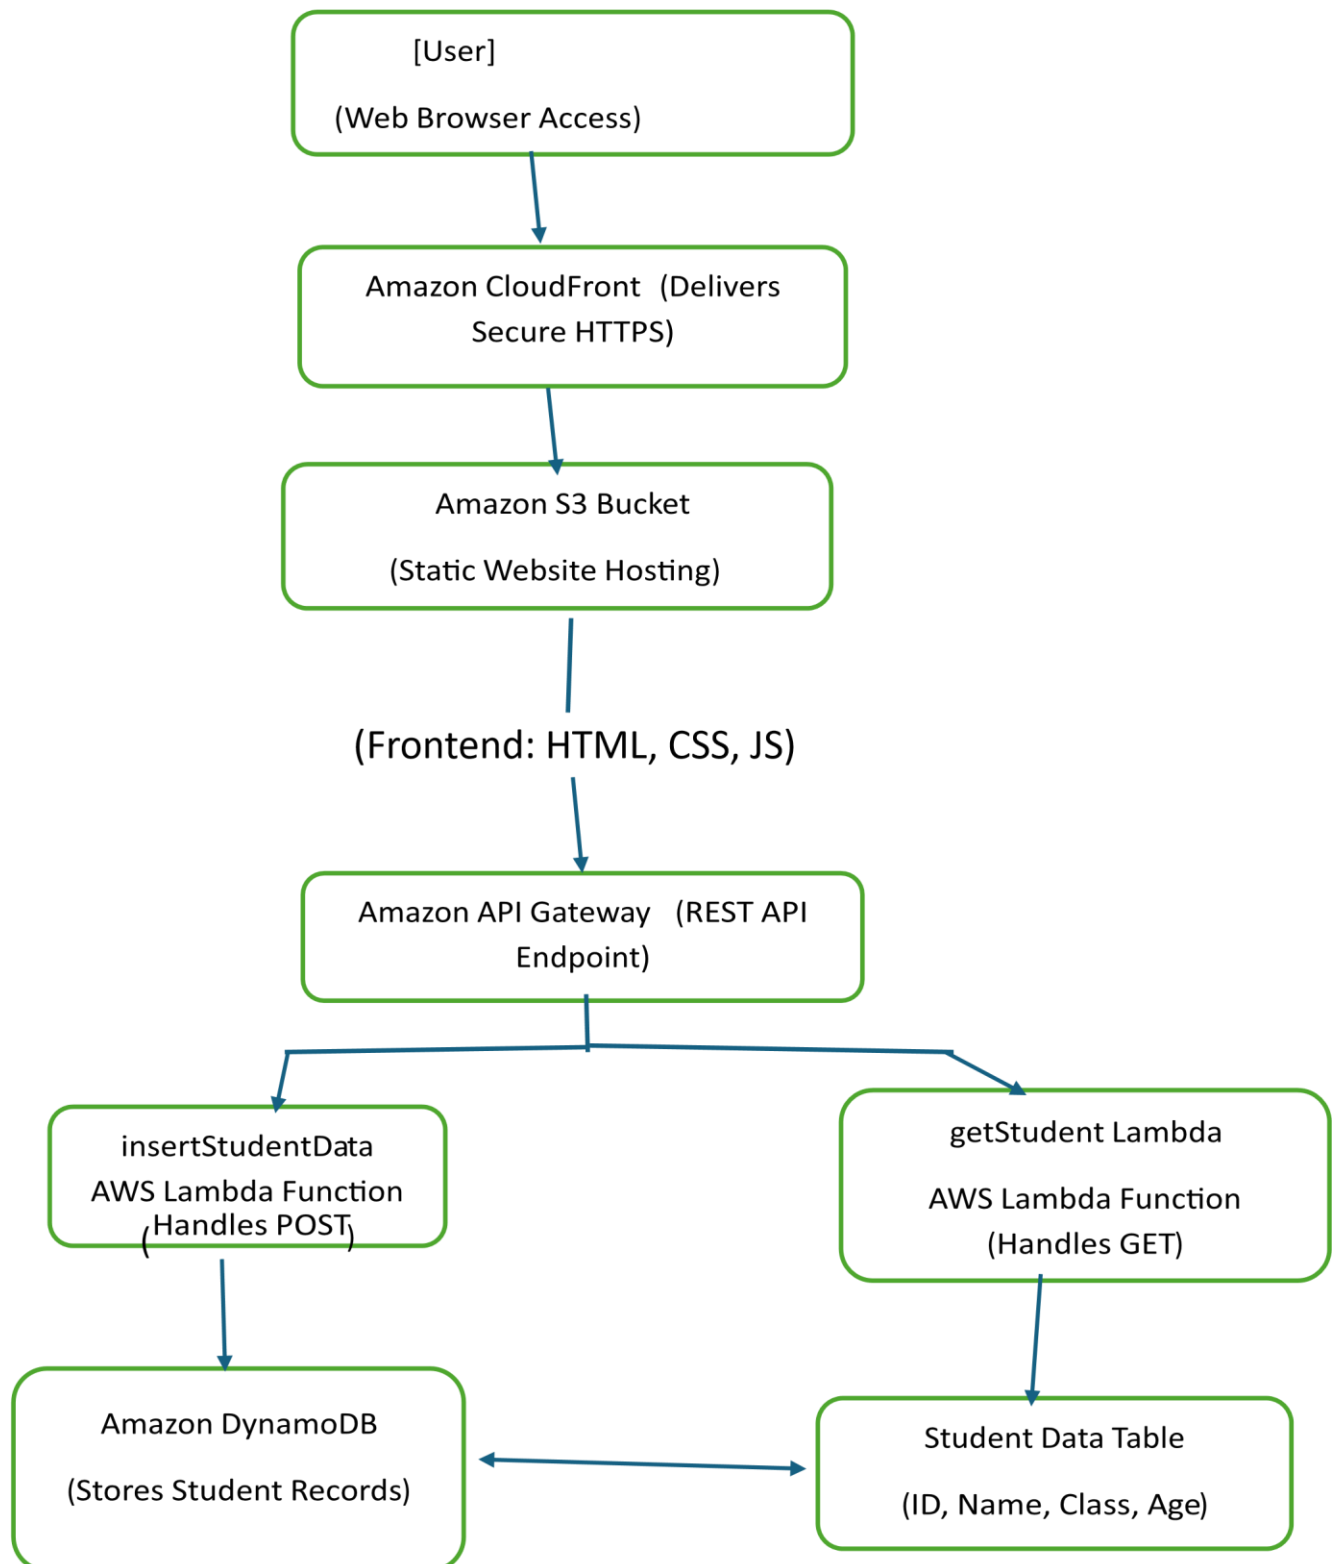 [User]
(Web Browser Access)
Amazon CloudFront (Delivers
Secure HTTPS)
Amazon S3 Bucket
(Static Website Hosting)
(Frontend: HTML, CSS, JS)
Amazon API Gateway (REST API
Endpoint)
insertStudentData
AWS Lambda Function
(Handles POST)
getStudent Lambda
AWS Lambda Function
(Handles GET)
Amazon DynamoDB
(Stores Student Records)
Student Data Table
(ID, Name, Class, Age)